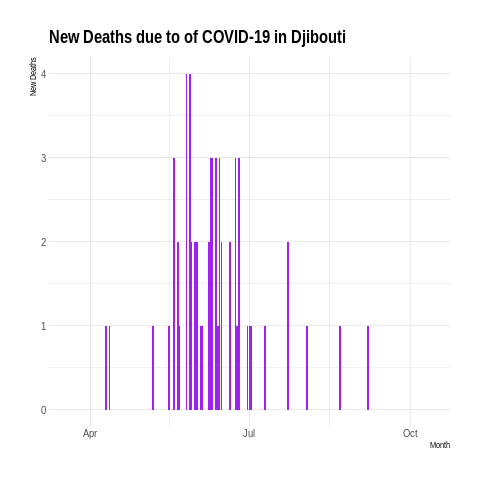 New Deaths due to of COVID-19 in Djibouti
New Deaths
4
3
2
1
0
Apr Jul Oct
Month